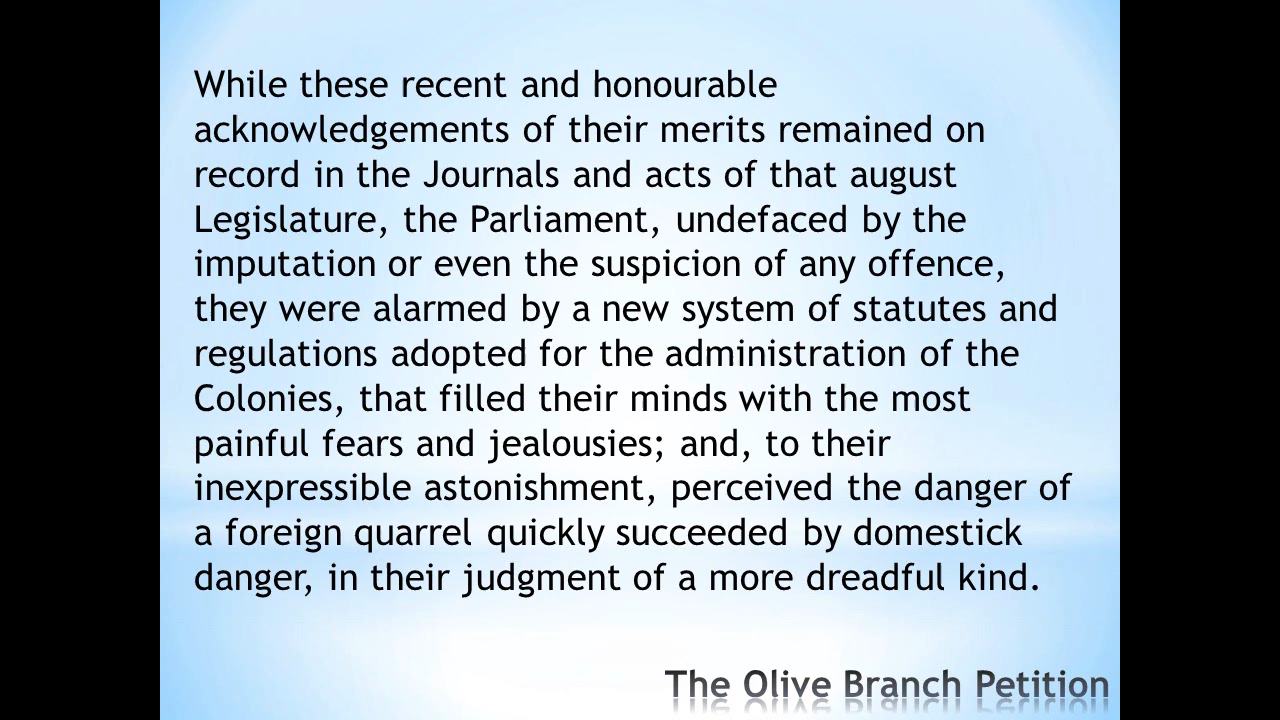 While these recent and honourable
acknowledgements of their merits remained on
record in the Journals and acts of that august
Legislature, the Parliament, undefaced by the
imputation or even the suspicion of any offence,
they were alarmed by a new system of statutes and
regulations adopted for the administration of the
Colonies, that filled their minds with the most
painful fears and jealousies; and, to their
inexpressible astonishment, perceived the danger of
a foreign quarrel quickly succeeded by domestick
danger, in their judgment of a more dreadful kind.
The Olive Branch Petition